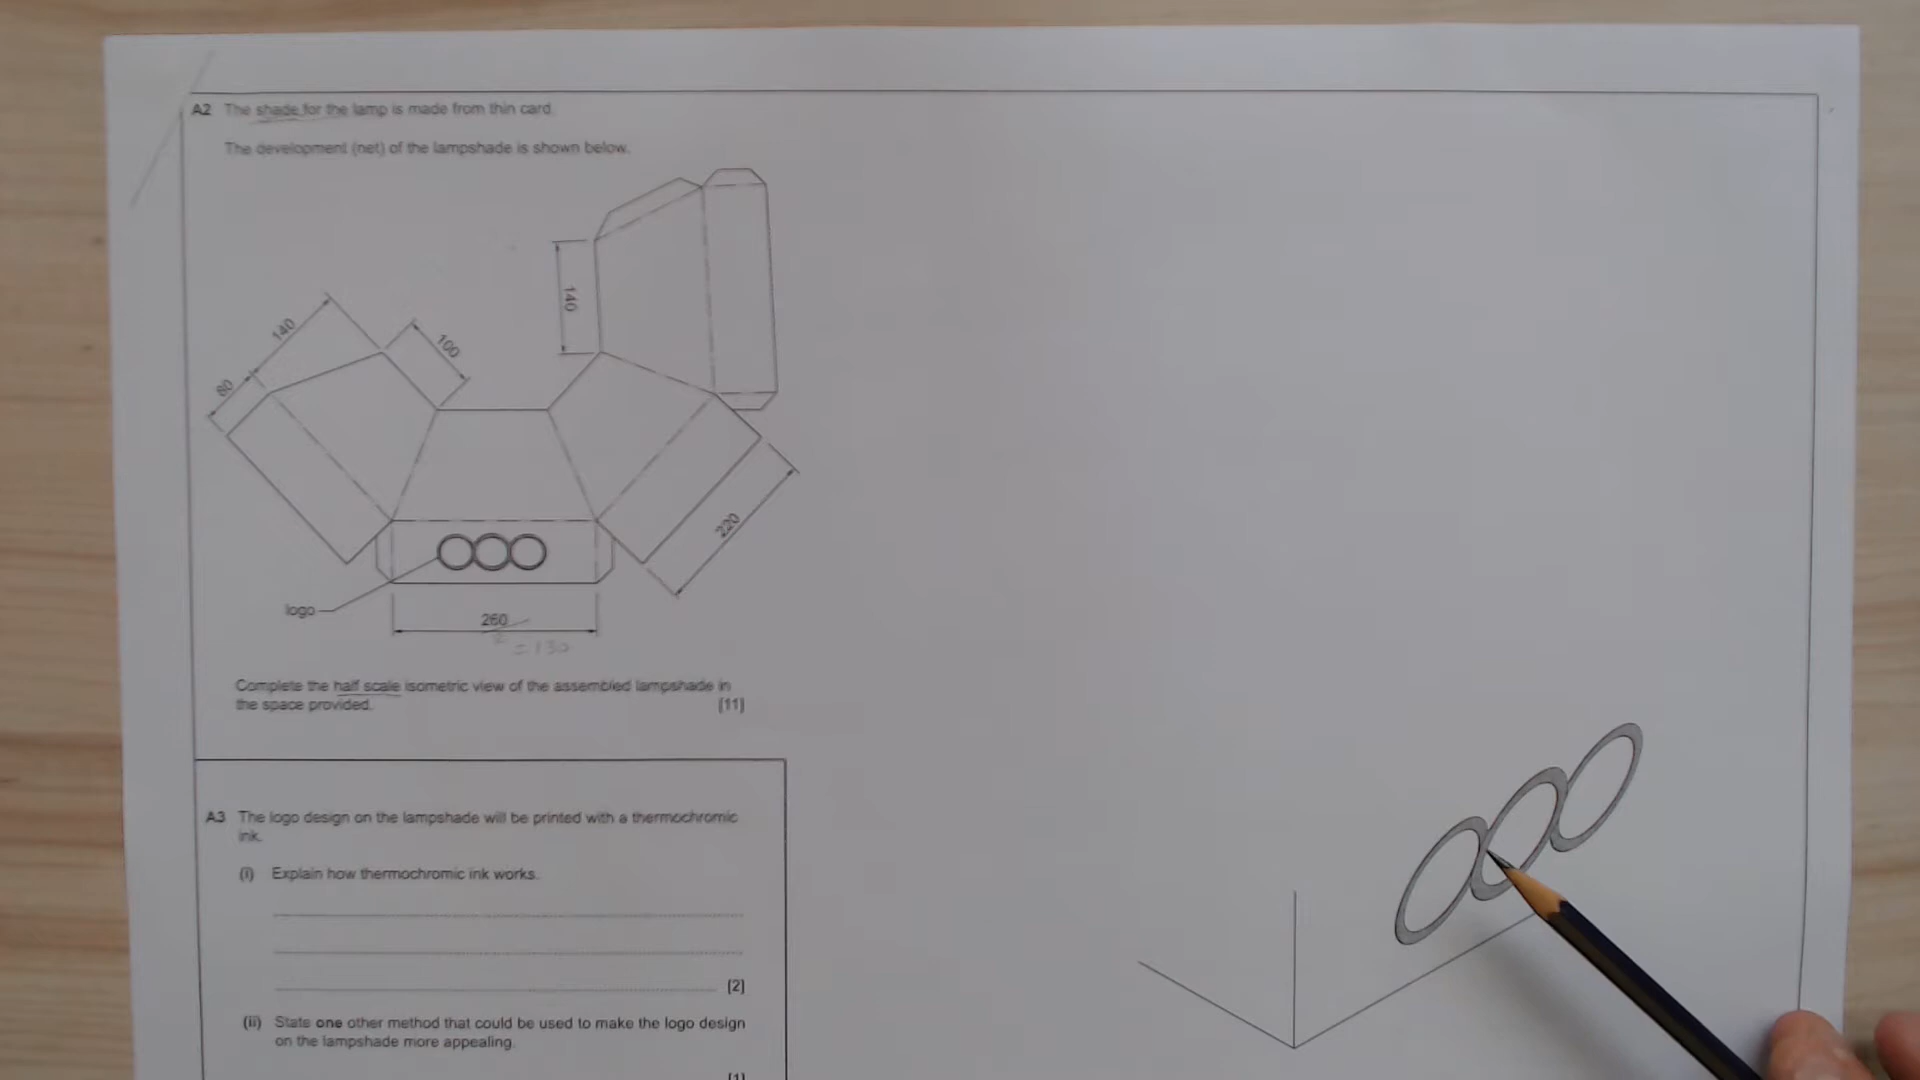 A2 The shade for the lamp is made from thin card.
The development (net) of the lampshade is shown below.
140
140
100
80
220
logo
260
2
= 130
Complete the half scale isometric view of the assembled lampshade in
the space provided. [11]
A3 The logo design on the lampshade will be printed with a thermochromic
ink.
(i) Explain how thermochromic ink works.
[2]
(ii) State one other method that could be used to make the logo design
on the lampshade more appealing.
[1]